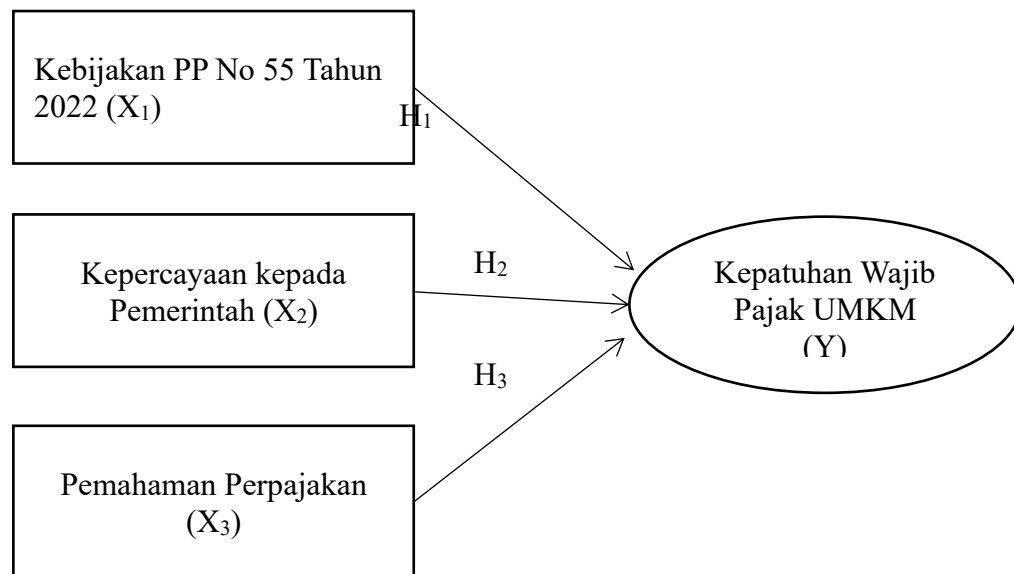 Kebijakan PP No 55 Tahun
2022 (X₁)
H₁
Kepercayaan kepada
Pemerintah (X₂)
H₂
Kepatuhan Wajib
Pajak UMKM
(Y)
H₃
Pemahaman Perpajakan
(X₃)